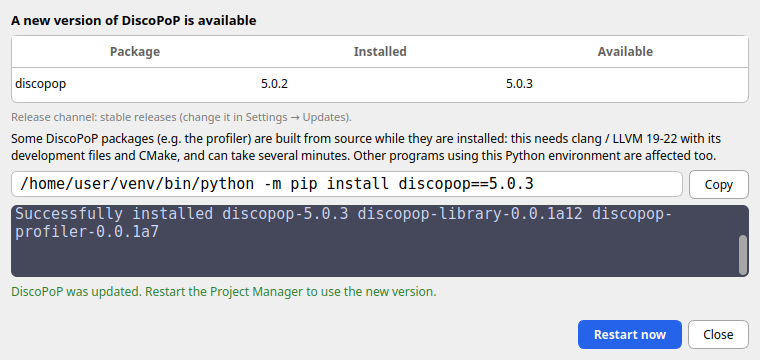 A new version of DiscoPoP is available
Package Installed Available
discopop 5.0.2 5.0.3
Release channel: stable releases (change it in Settings → Updates).
Some DiscoPoP packages (e.g. the profiler) are built from source while they are installed: this needs clang / LLVM 19-22 with its
development files and CMake, and can take several minutes. Other programs using this Python environment are affected too.
/home/user/venv/bin/python -m pip install discopop==5.0.3 Copy
Successfully installed discopop-5.0.3 discopop-library-0.0.1a12 discopop-
profiler-0.0.1a7
DiscoPoP was updated. Restart the Project Manager to use the new version.
Restart now Close